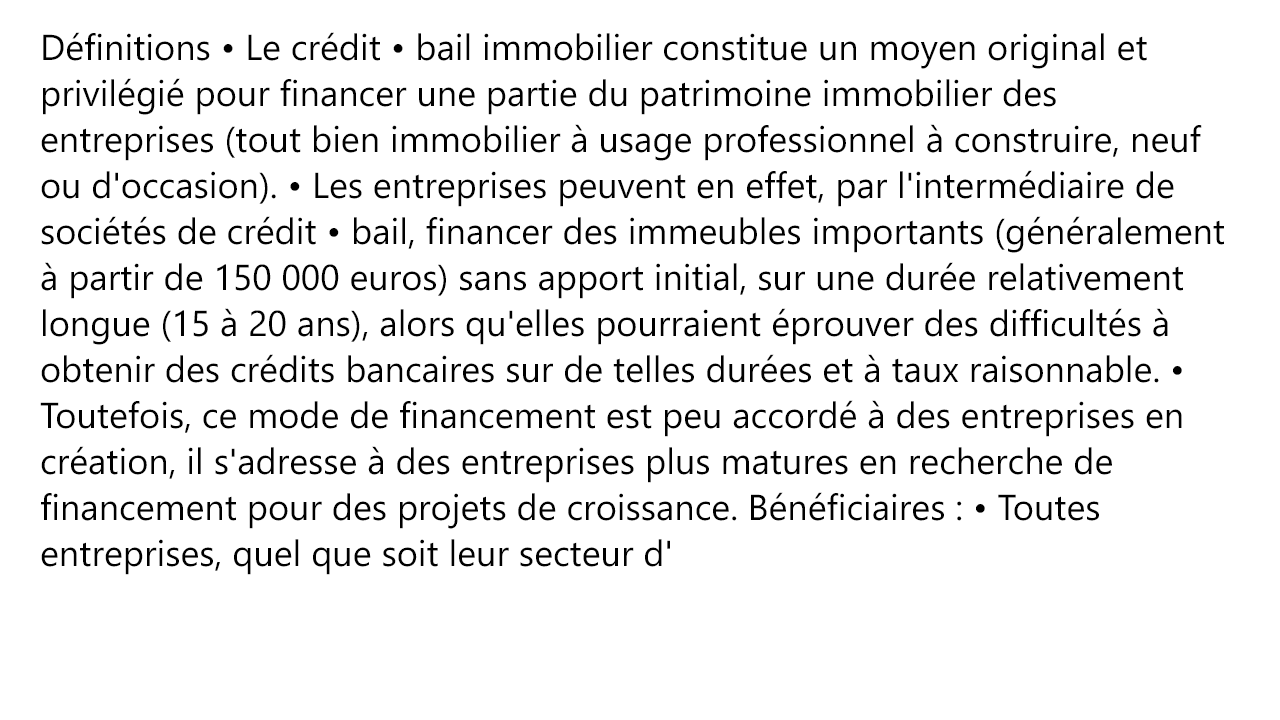 Définitions • Le crédit • bail immobilier constitue un moyen original et
privilégié pour financer une partie du patrimoine immobilier des
entreprises (tout bien immobilier à usage professionnel à construire, neuf
ou d'occasion). • Les entreprises peuvent en effet, par l'intermédiaire de
sociétés de crédit • bail, financer des immeubles importants (généralement
à partir de 150 000 euros) sans apport initial, sur une durée relativement
longue (15 à 20 ans), alors qu'elles pourraient éprouver des difficultés à
obtenir des crédits bancaires sur de telles durées et à taux raisonnable. •
Toutefois, ce mode de financement est peu accordé à des entreprises en
création, il s'adresse à des entreprises plus matures en recherche de
financement pour des projets de croissance. Bénéficiaires : • Toutes
entreprises, quel que soit leur secteur d'